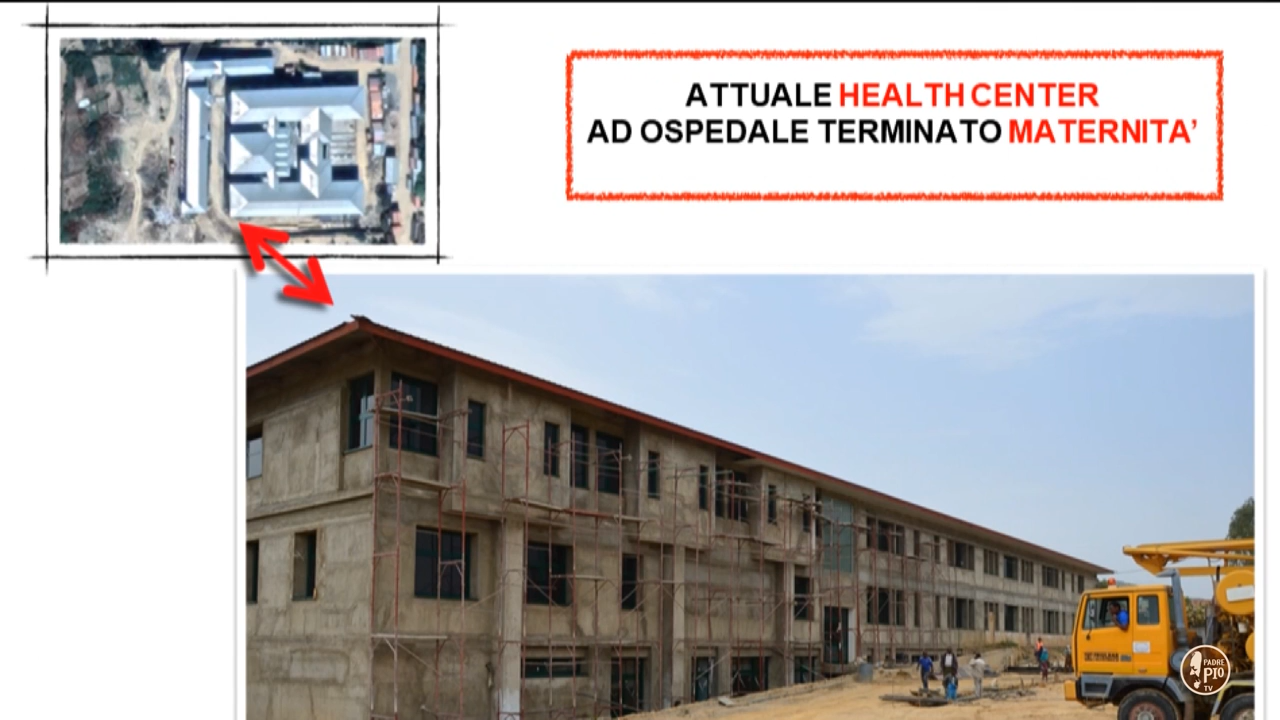 ATTUALE HEALTH CENTER
AD OSPEDALE TERMINATO MATERNITA’
PADRE
PIO
TV